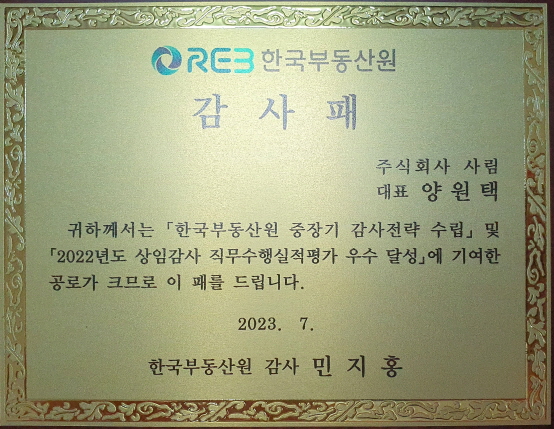 REB 한국부동산원
감 사 패
주식회사 사림
대표 양원택
귀하께서는 「한국부동산원 중장기 감사전략 수립」 및
「2022년도 상임감사 직무수행실적평가 우수 달성」에 기여한
공로가 크므로 이 패를 드립니다.
2023. 7.
한국부동산원 감사 민 지 홍